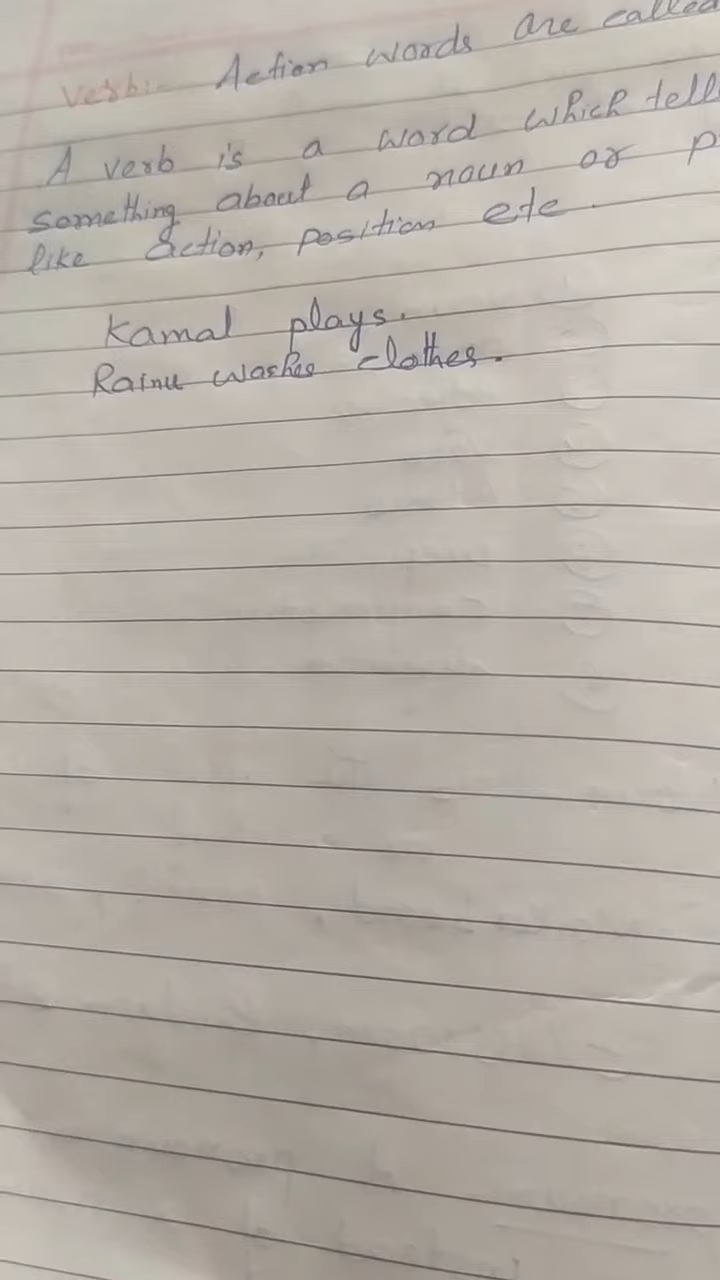 Verb:- Action words are called
A verb is a word which tell
something about a noun or p
like action, position etc.
Kamal plays.
Rainu washes clothes.